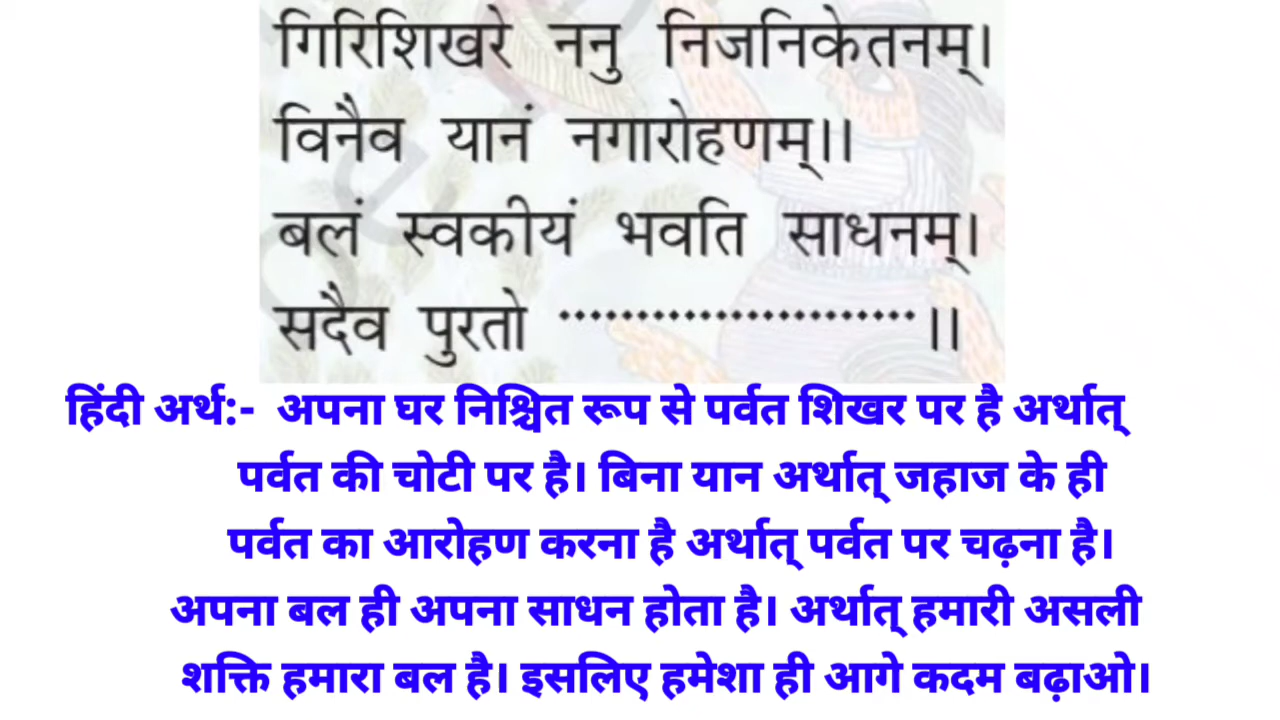 गिरिशिखरे ननु निजनिकेतनम्।
विनैव यानं नगारोहणम्।।
बलं स्वकीयं भवति साधनम्।
सदैव पुरतो ........................ ।।
हिंदी अर्थ:- अपना घर निश्चित रूप से पर्वत शिखर पर है अर्थात्
पर्वत की चोटी पर है। बिना यान अर्थात् जहाज के ही
पर्वत का आरोहण करना है अर्थात् पर्वत पर चढ़ना है।
अपना बल ही अपना साधन होता है। अर्थात् हमारी असली
शक्ति हमारा बल है। इसलिए हमेशा ही आगे कदम बढ़ाओ।